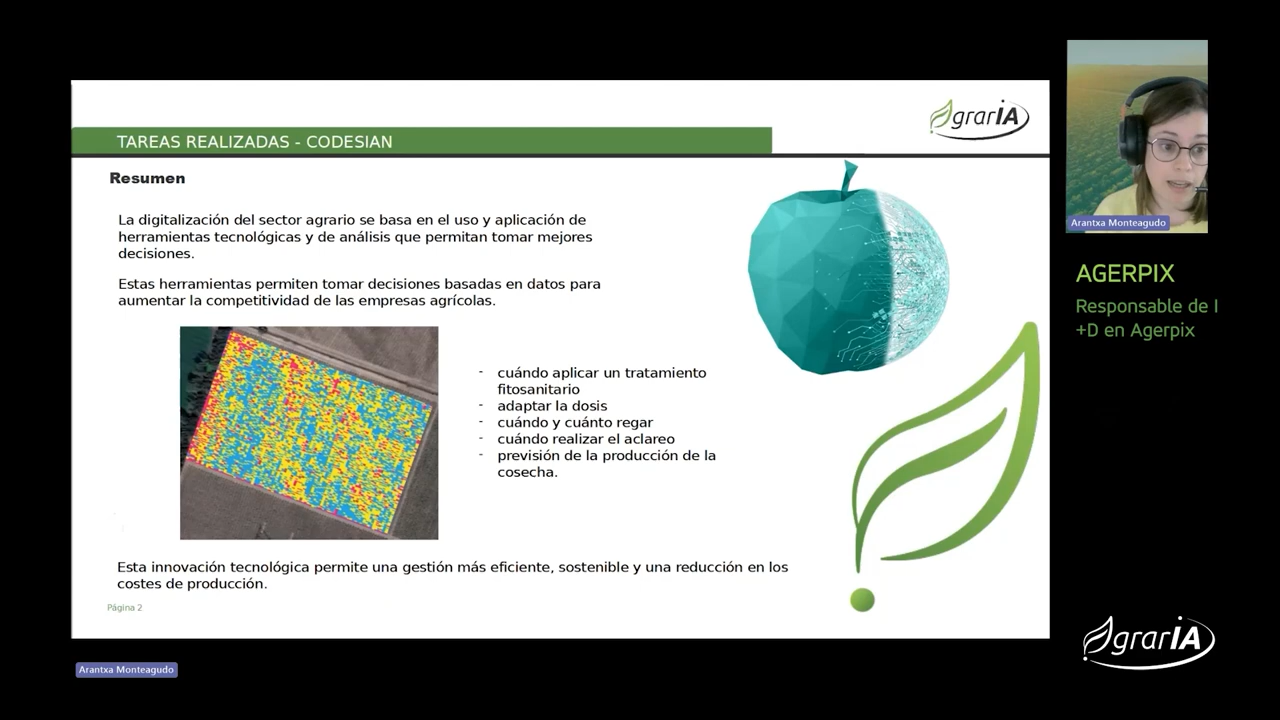 TAREAS REALIZADAS - CODESIAN
grarIA
Resumen
La digitalización del sector agrario se basa en el uso y aplicación de
herramientas tecnológicas y de análisis que permitan tomar mejores
decisiones.
Estas herramientas permiten tomar decisiones basadas en datos para
aumentar la competitividad de las empresas agrícolas.
- cuándo aplicar un tratamiento
fitosanitario
- adaptar la dosis
- cuándo y cuánto regar
- cuándo realizar el aclareo
- previsión de la producción de la
cosecha.
Esta innovación tecnológica permite una gestión más eficiente, sostenible y una reducción en los
costes de producción.
Página 2
Arantxa Monteagudo
Arantxa Monteagudo
AGERPIX
Responsable de I
+D en Agerpix
grarIA